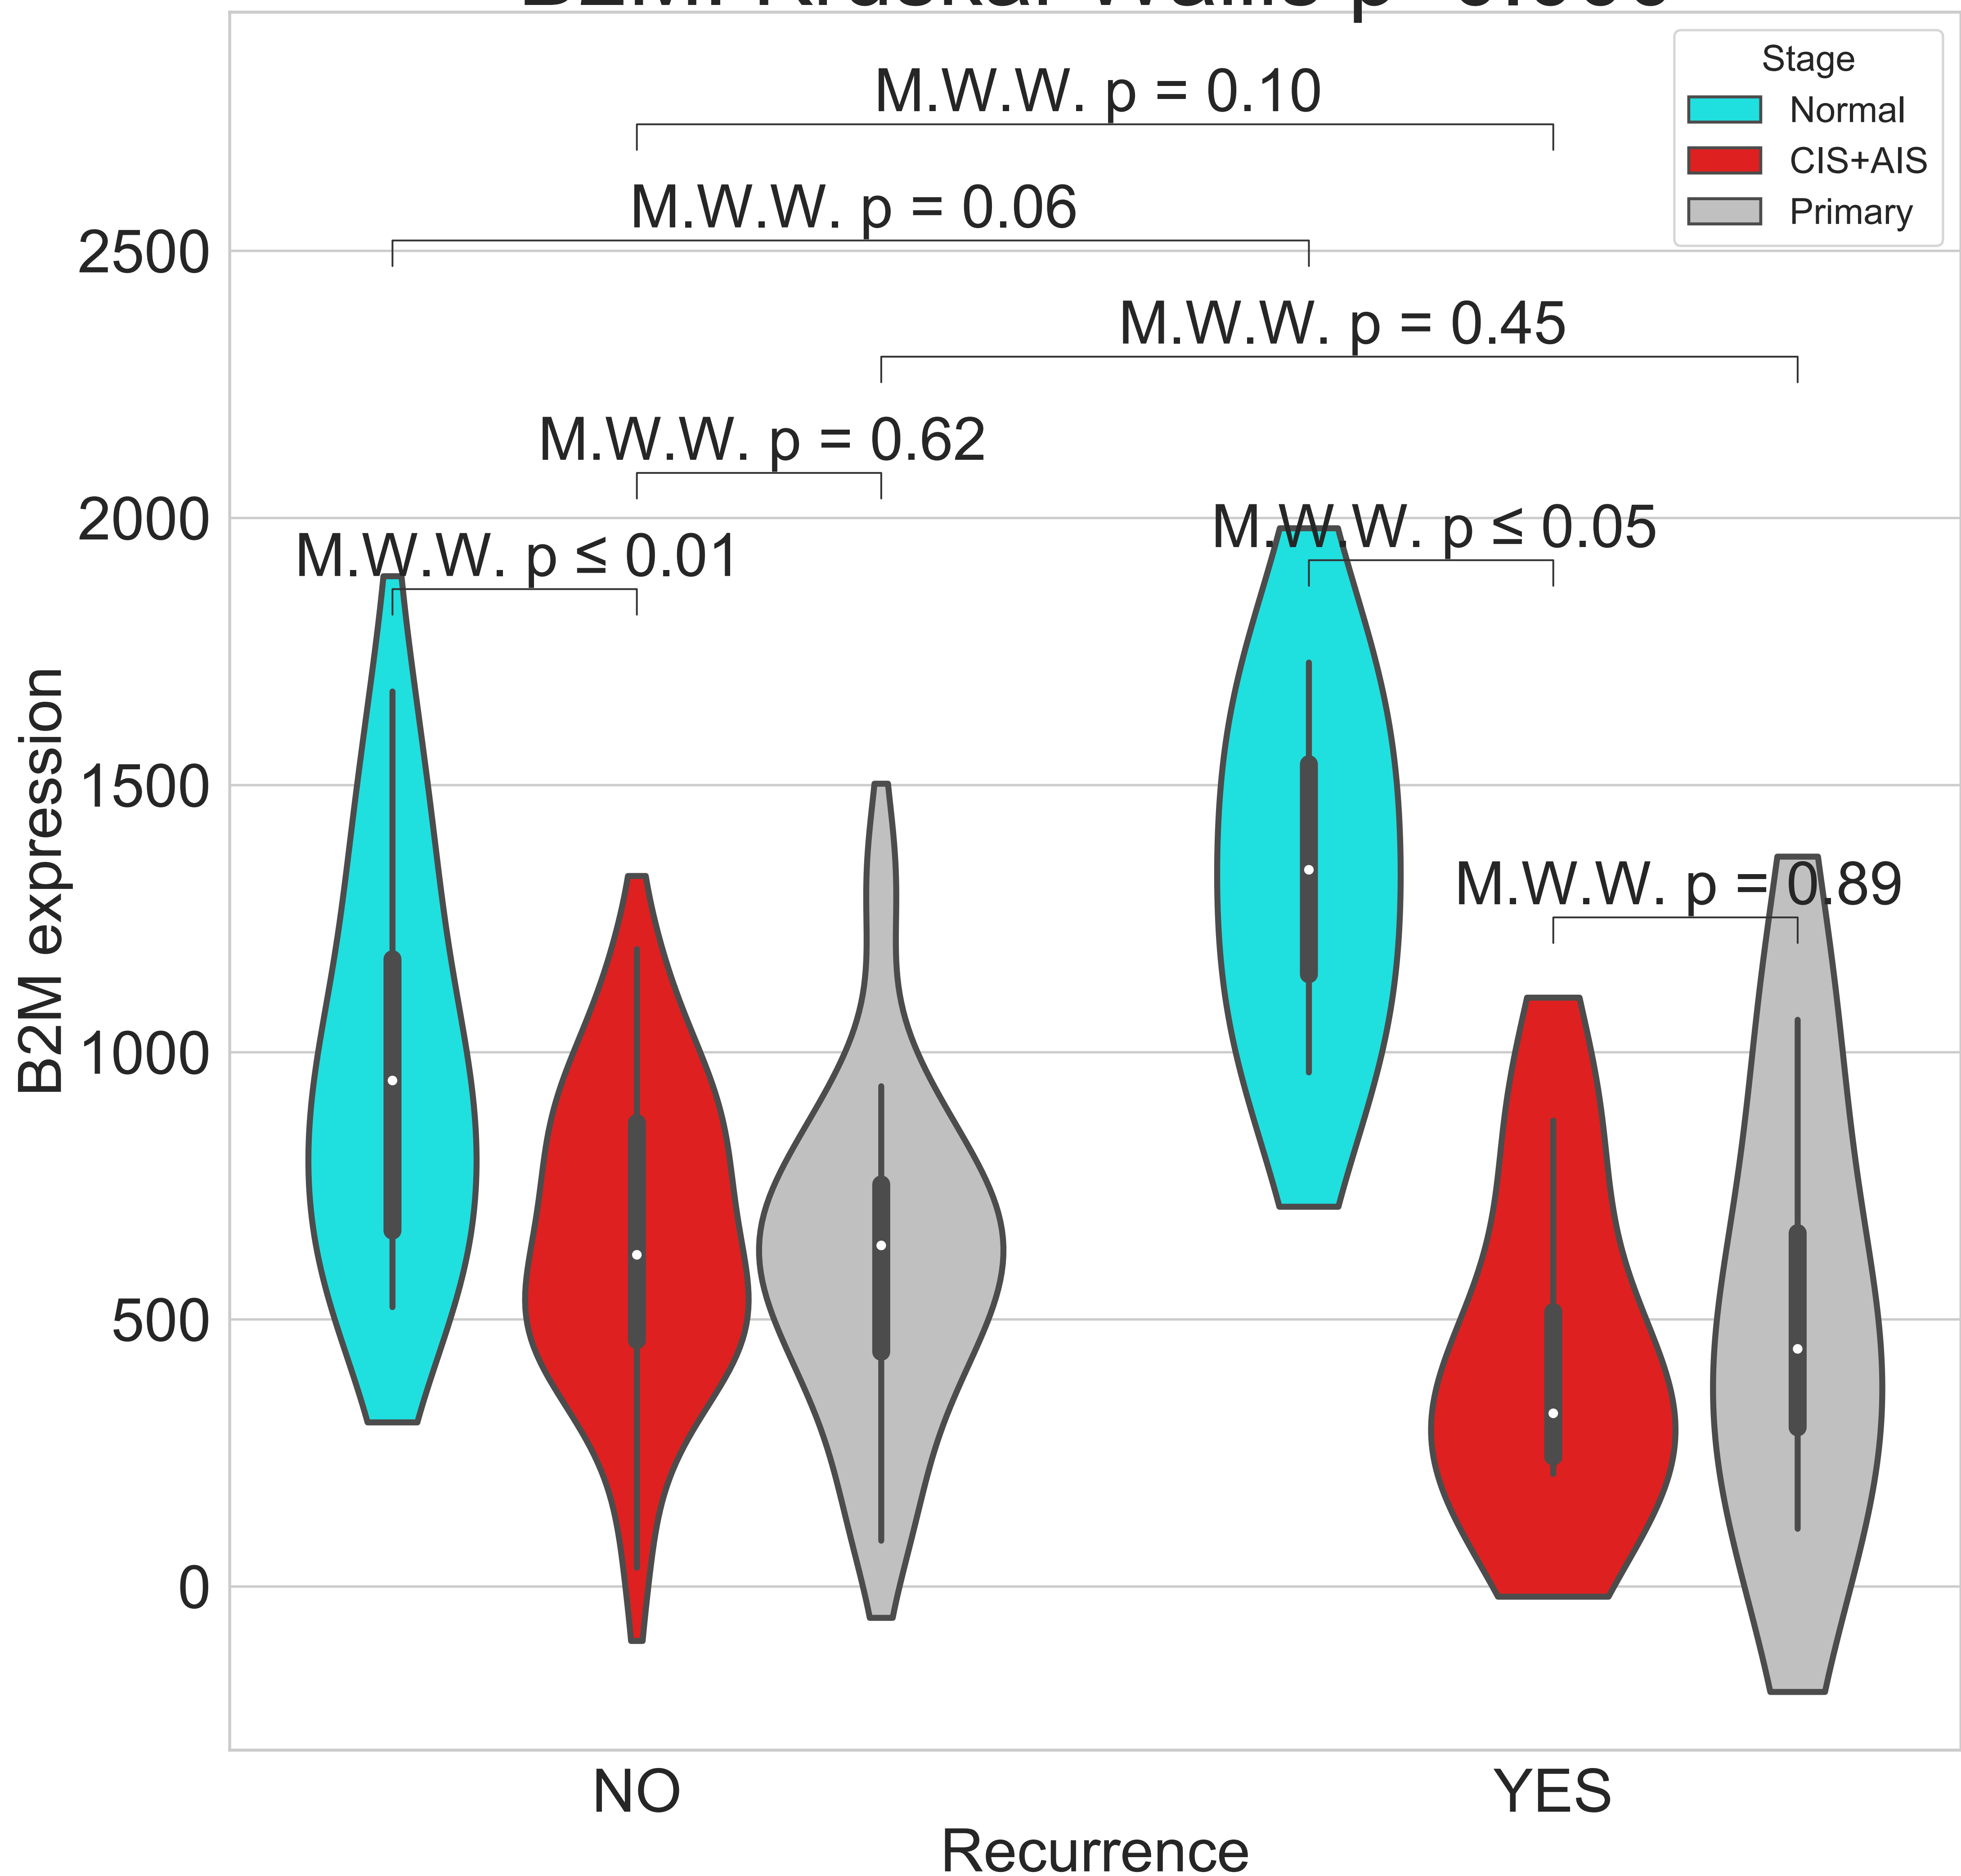 Stage
Normal
CIS+AIS
Primary
M.W.W. p = 0.10
M.W.W. p = 0.06
M.W.W. p = 0.45
M.W.W. p = 0.62
M.W.W. p ≤ 0.01
M.W.W. p ≤ 0.05
M.W.W. p = 0.89
B2M expression
2500
2000
1500
1000
500
0
NO
YES
Recurrence